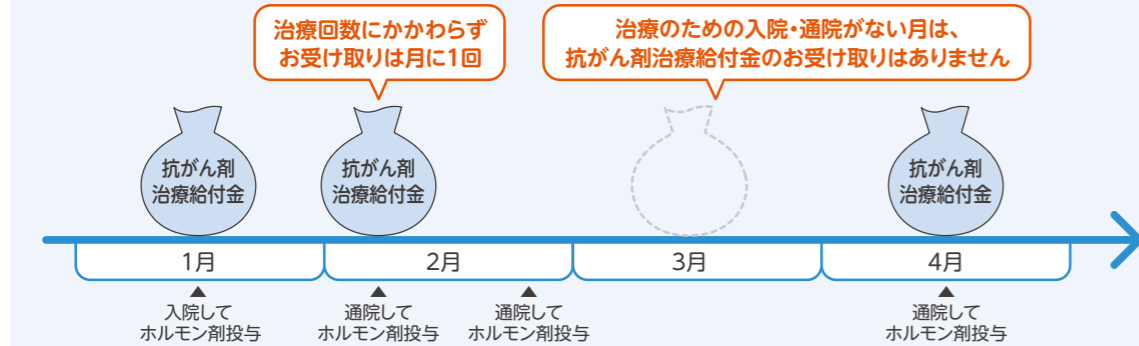 治療回数にかかわらず
お受け取りは月に1回
治療のための入院・通院がない月は、
抗がん剤治療給付金のお受け取りはありません
抗がん剤
治療給付金
抗がん剤
治療給付金
抗がん剤
治療給付金
1月
2月
3月
4月
▲
入院して
ホルモン剤投与
▲
通院して
ホルモン剤投与
▲
通院して
ホルモン剤投与
▲
通院して
ホルモン剤投与